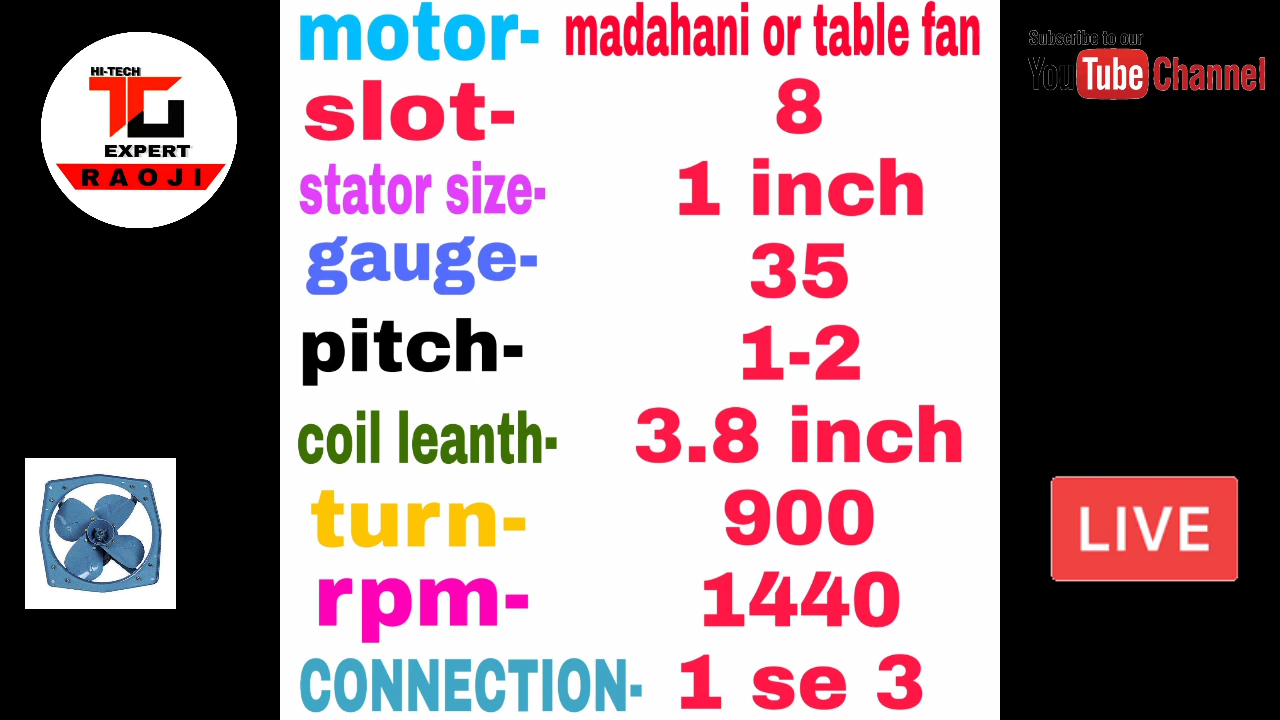 HI-TECH
EXPERT
RAOJI
motor- madahani or table fan
slot- 8
stator size- 1 inch
gauge- 35
pitch- 1-2
coil leanth- 3.8 inch
turn- 900
rpm- 1440
CONNECTION- 1 se 3
Subscribe to our
YouTube Channel
LIVE